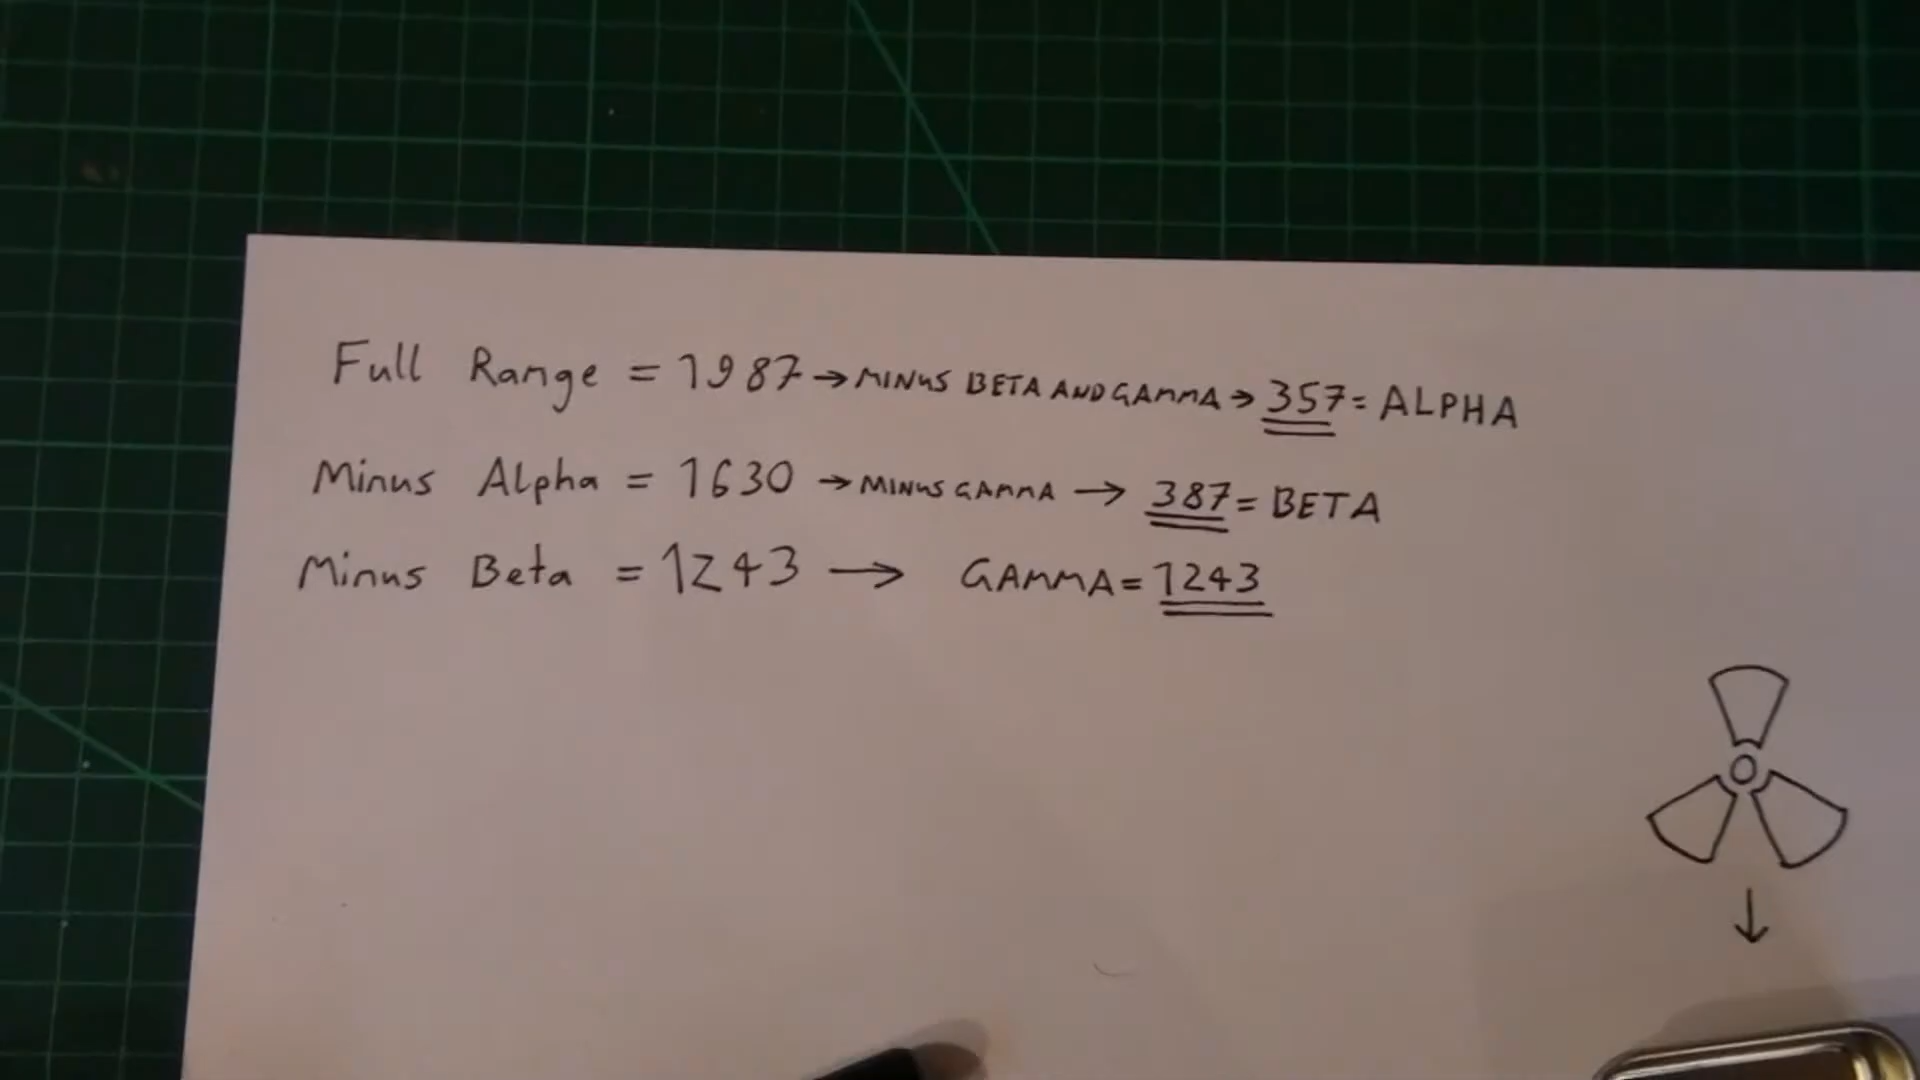 Full Range = 1987 → MINUS BETA AND GAMMA → 357 = ALPHA
Minus Alpha = 1630 → MINUS GAMMA → 387 = BETA
Minus Beta = 1243 → GAMMA = 1243